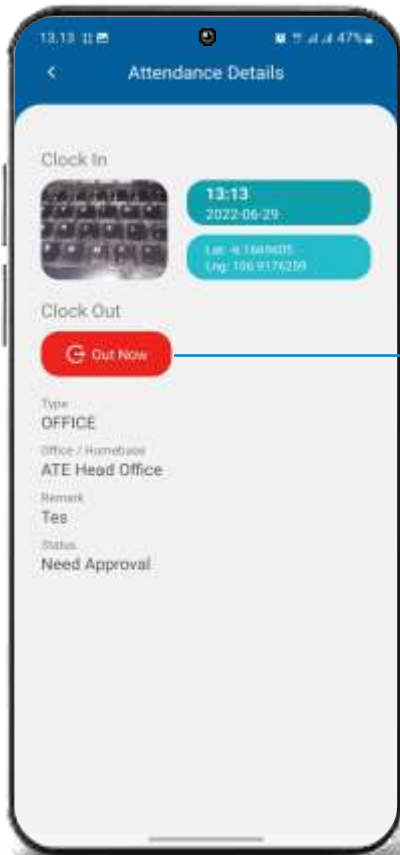 13.13
47%
Attendance Details
Clock In
13:13
2022-06-29
Lat: -6.1669605
Lng: 106.9176259
Clock Out
Out Now
Type
OFFICE
Office / Homebase
ATE Head Office
Remark
Tes
Status
Need Approval